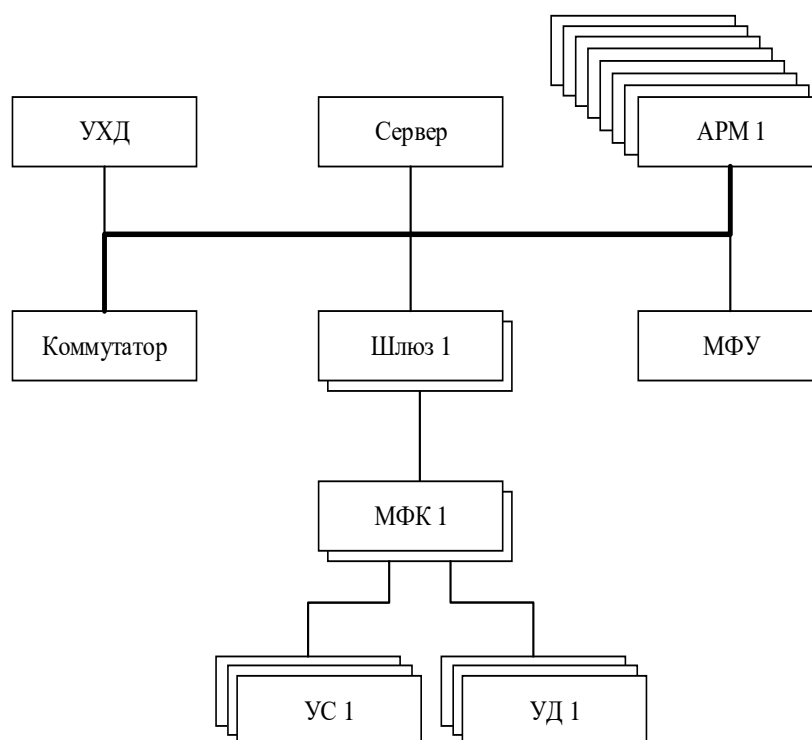 УХД
Сервер
АРМ 1
Коммутатор
Шлюз 1
МФУ
МФК 1
УС 1
УД 1